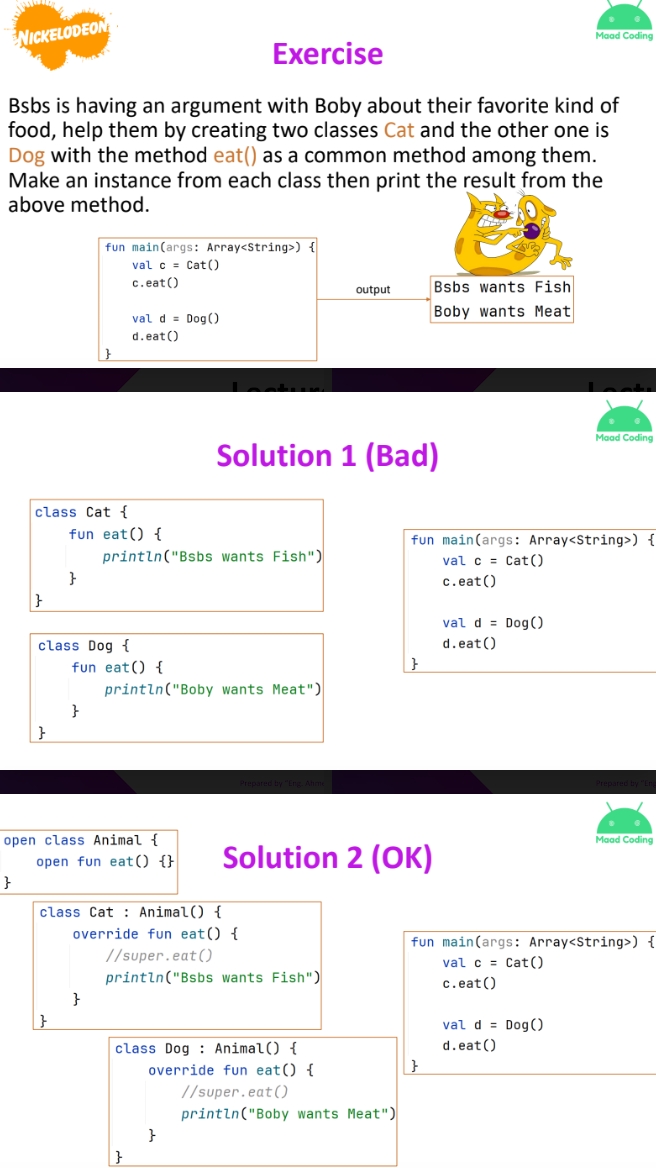 NICKELODEON
Maad Coding
Exercise
Bsbs is having an argument with Boby about their favorite kind of
food, help them by creating two classes Cat and the other one is
Dog with the method eat() as a common method among them.
Make an instance from each class then print the result from the
above method.
fun main(args: Array<String>) {
    val c = Cat()
    c.eat()
    val d = Dog()
    d.eat()
}
output
Bsbs wants Fish
Boby wants Meat
Maad Coding
Solution 1 (Bad)
class Cat {
    fun eat() {
        println("Bsbs wants Fish")
    }
}
class Dog {
    fun eat() {
        println("Boby wants Meat")
    }
}
fun main(args: Array<String>) {
    val c = Cat()
    c.eat()
    val d = Dog()
    d.eat()
}
Maad Coding
Solution 2 (OK)
open class Animal {
    open fun eat() {}
}
class Cat : Animal() {
    override fun eat() {
        //super.eat()
        println("Bsbs wants Fish")
    }
}
class Dog : Animal() {
    override fun eat() {
        //super.eat()
        println("Boby wants Meat")
    }
}
fun main(args: Array<String>) {
    val c = Cat()
    c.eat()
    val d = Dog()
    d.eat()
}